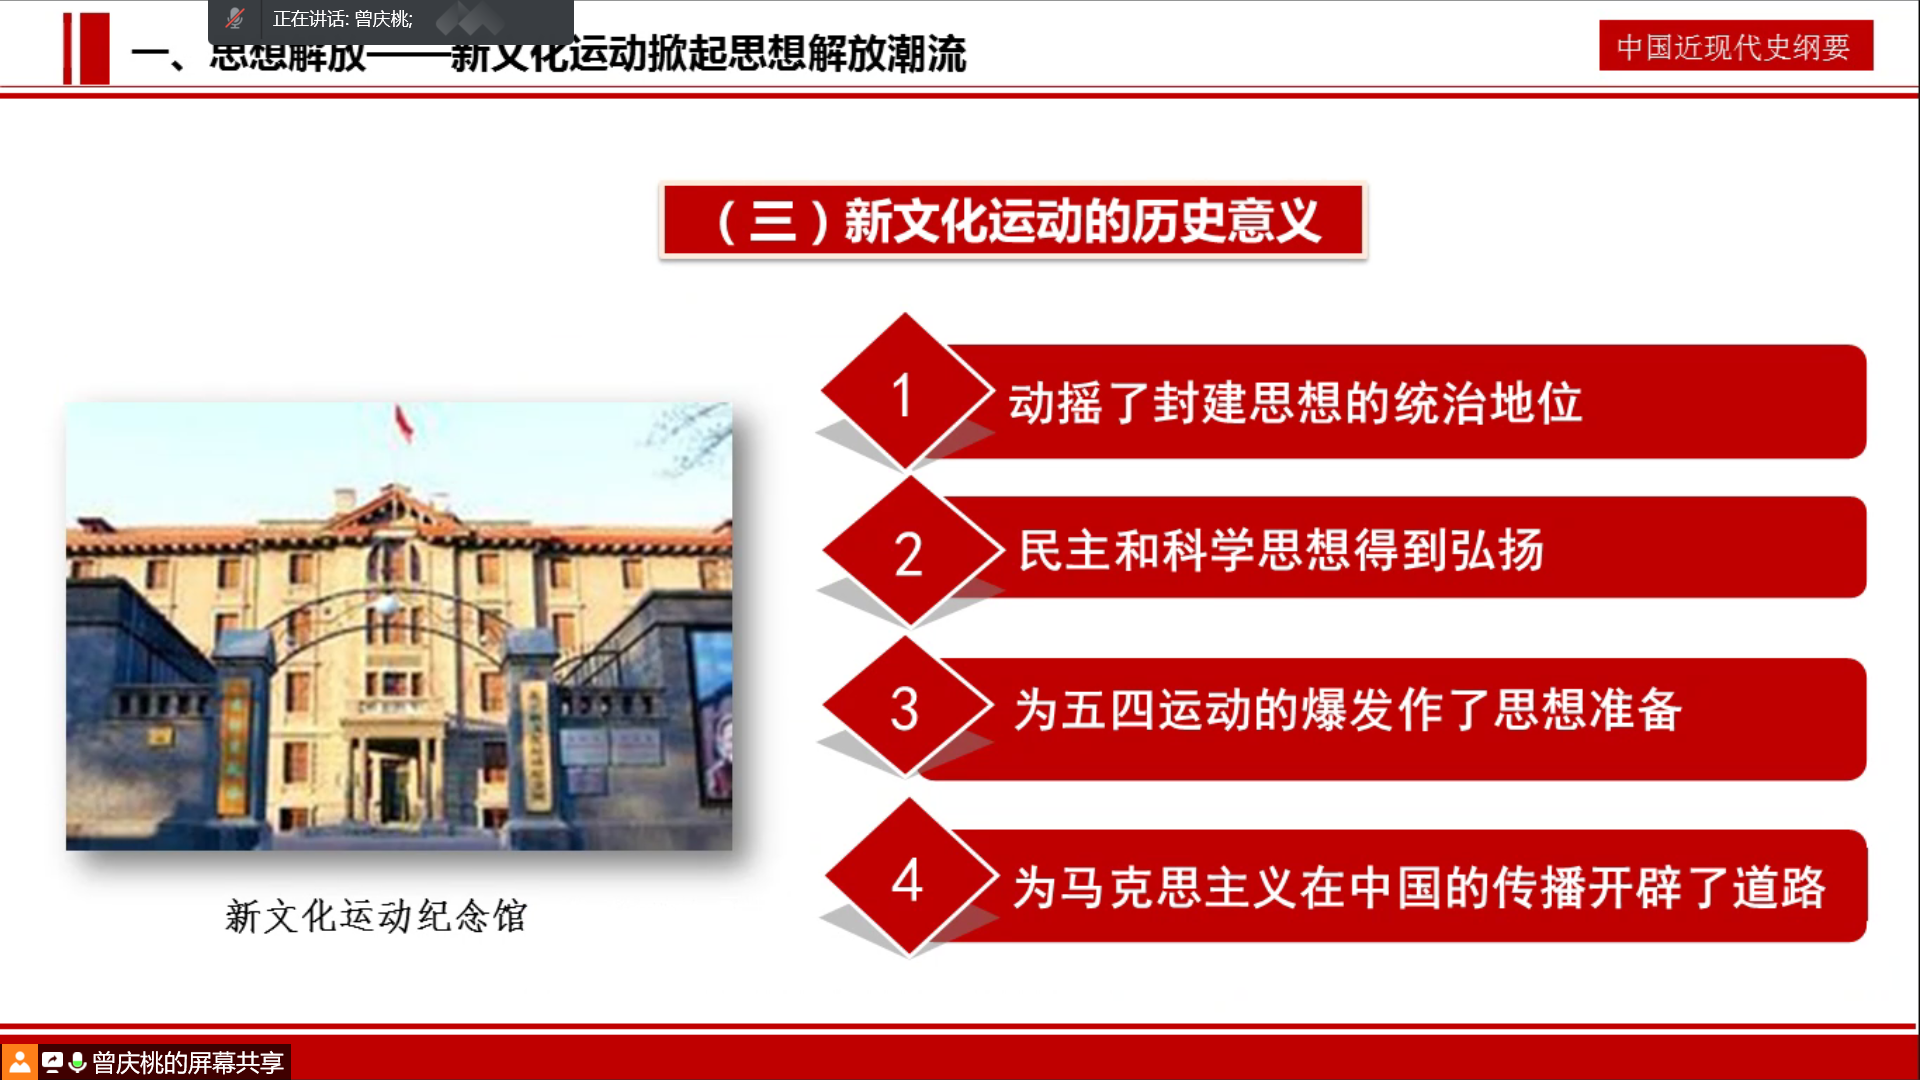 正在讲话: 曾庆桃;
一、思想解放——新文化运动掀起思想解放潮流
中国近现代史纲要
（三）新文化运动的历史意义
1
动摇了封建思想的统治地位
2
民主和科学思想得到弘扬
3
为五四运动的爆发作了思想准备
4
为马克思主义在中国的传播开辟了道路
新文化运动纪念馆
曾庆桃的屏幕共享